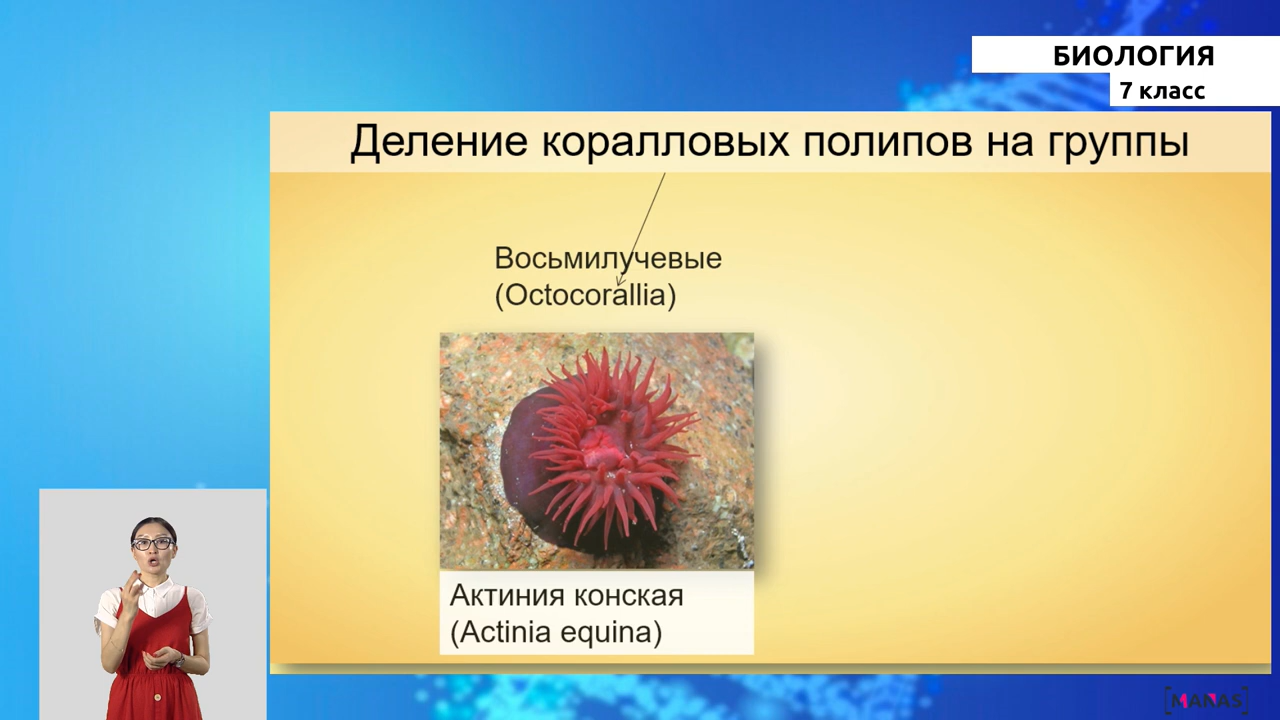 БИОЛОГИЯ
7 класс
Деление коралловых полипов на группы
Восьмилучевые
(Octocorallia)
Актиния конская
(Actinia equina)
[MANAS]